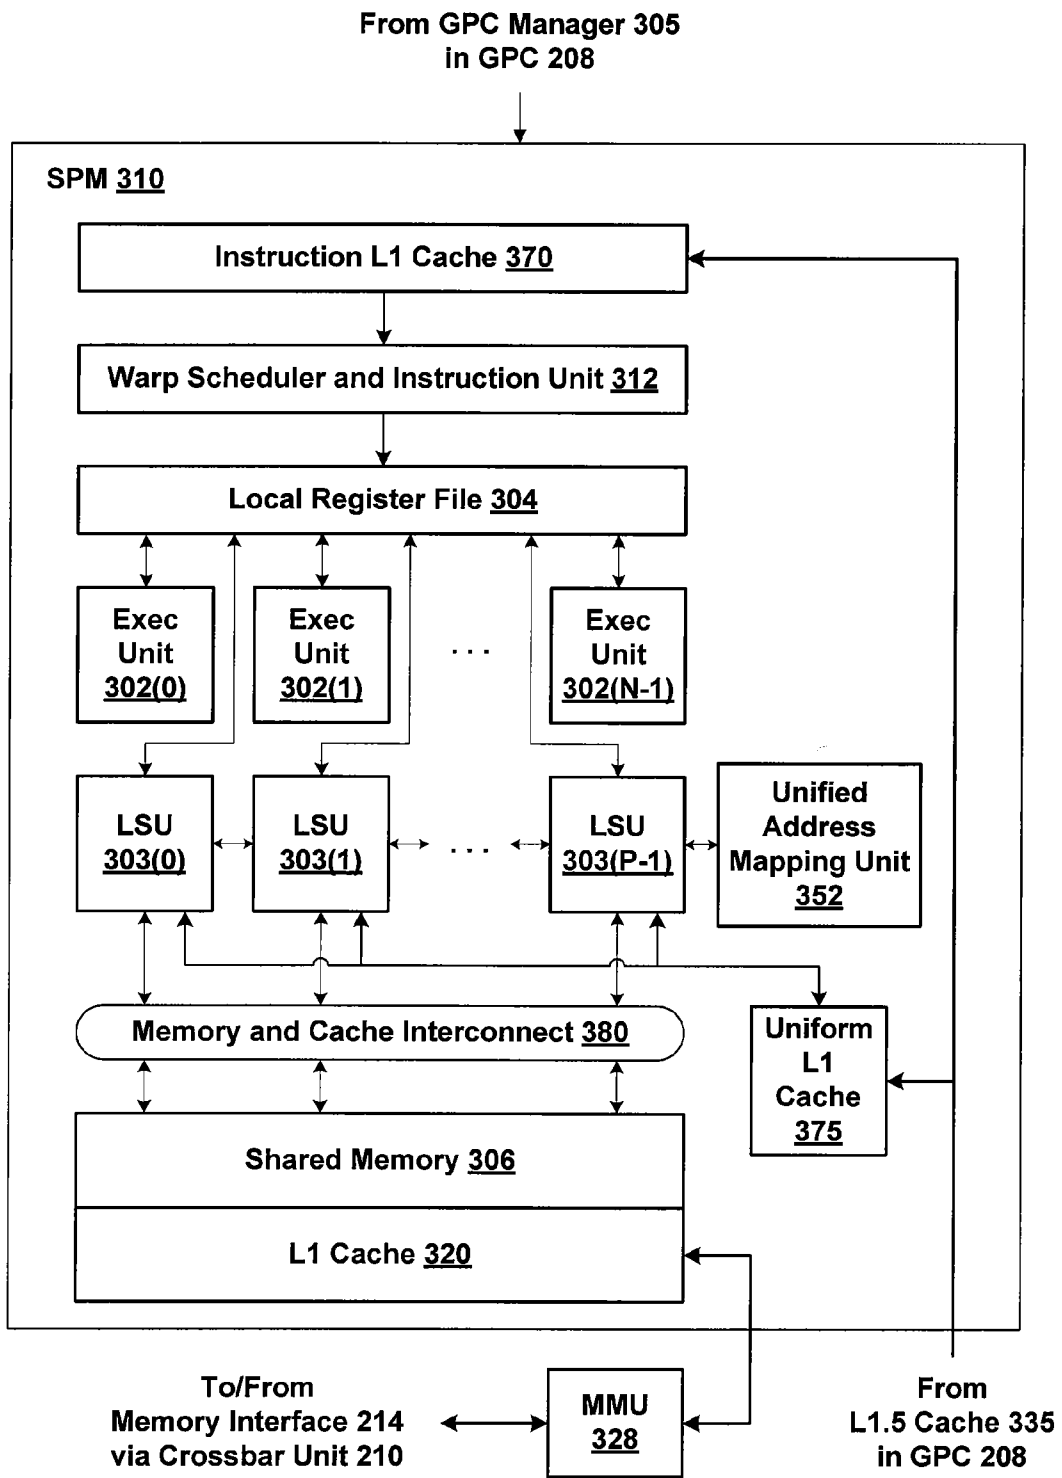 From GPC Manager 305
in GPC 208
SPM 310
Instruction L1 Cache 370
Warp Scheduler and Instruction Unit 312
Local Register File 304
Exec
Unit
302(0)
Exec
Unit
302(1)
. . .
Exec
Unit
302(N-1)
LSU
303(0)
LSU
303(1)
. . .
LSU
303(P-1)
Unified
Address
Mapping Unit
352
Memory and Cache Interconnect 380
Uniform
L1
Cache
375
Shared Memory 306
L1 Cache 320
To/From
Memory Interface 214
via Crossbar Unit 210
MMU
328
From
L1.5 Cache 335
in GPC 208